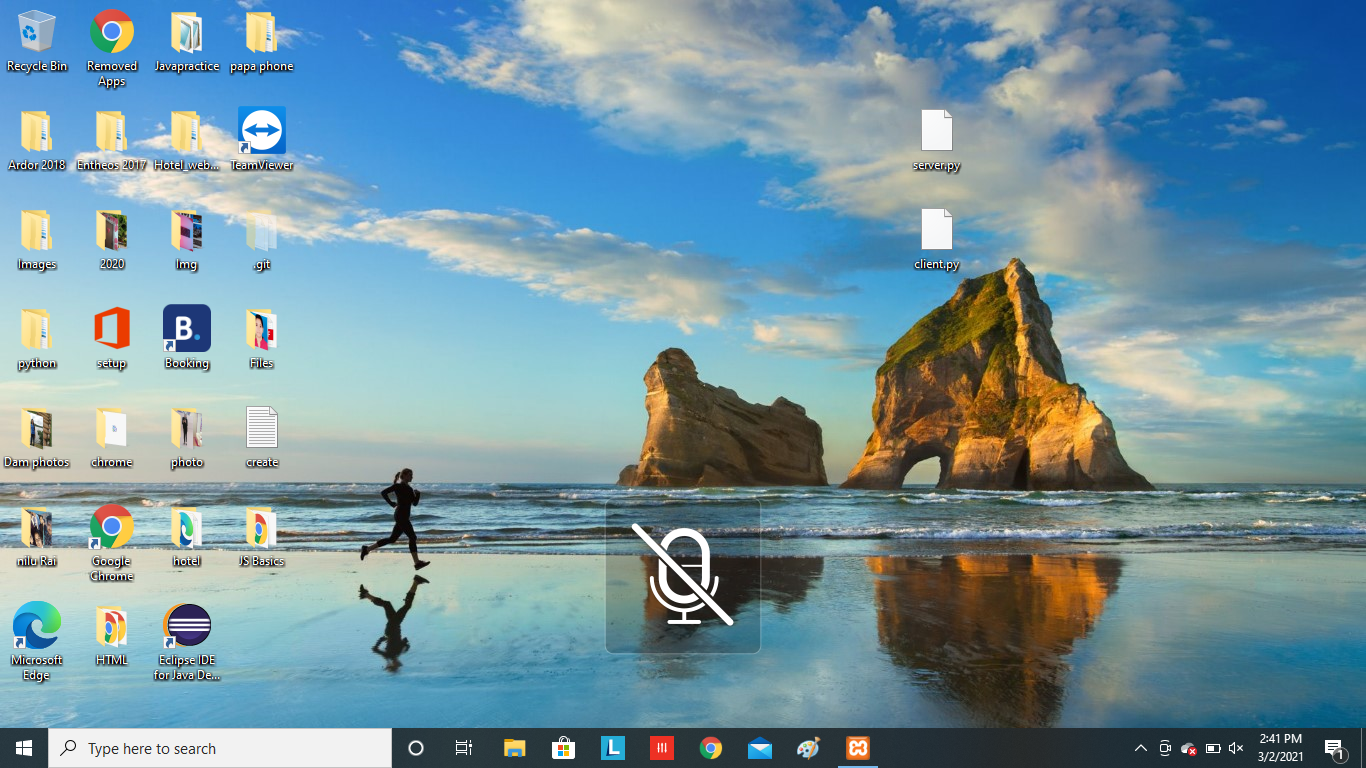 Recycle Bin
Removed
Apps
Javapractice
papa phone
Ardor 2018
Entheos 2017
Hotel_web...
TeamViewer
server.py
Images
2020
Img
.git
client.py
python
setup
B.
Booking
Files
Dam photos
chrome
photo
create
nilu Rai
Google
Chrome
hotel
JS Basics
Microsoft
Edge
HTML
Eclipse IDE
for Java De...
Type here to search
L
2:41 PM
3/2/2021
1